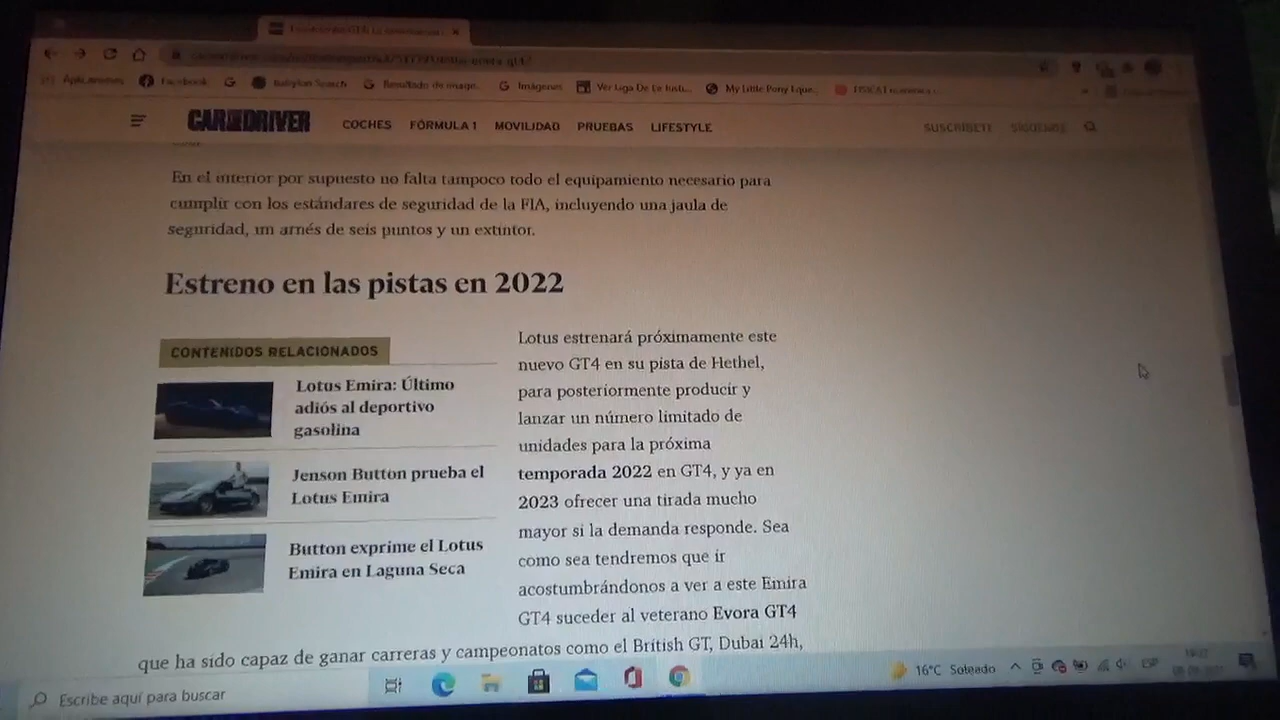 Aplicaciones Facebook G Babylon Search Resultado de image... Imágenes Ver Liga De La Justi... My Little Pony Eque...
CAR AND DRIVER COCHES FÓRMULA 1 MOVILIDAD PRUEBAS LIFESTYLE SUSCRÍBETE SÍGUENOS
En el interior por supuesto no falta tampoco todo el equipamiento necesario para
cumplir con los estándares de seguridad de la FIA, incluyendo una jaula de
seguridad, un arnés de seis puntos y un extintor.
Estreno en las pistas en 2022
CONTENIDOS RELACIONADOS
Lotus Emira: Último
adiós al deportivo
gasolina
Jenson Button prueba el
Lotus Emira
Button exprime el Lotus
Emira en Laguna Seca
Lotus estrenará próximamente este
nuevo GT4 en su pista de Hethel,
para posteriormente producir y
lanzar un número limitado de
unidades para la próxima
temporada 2022 en GT4, y ya en
2023 ofrecer una tirada mucho
mayor si la demanda responde. Sea
como sea tendremos que ir
acostumbrándonos a ver a este Emira
GT4 suceder al veterano Evora GT4
que ha sido capaz de ganar carreras y campeonatos como el British GT, Dubai 24h,
Escribe aquí para buscar
16°C Soleado ESP